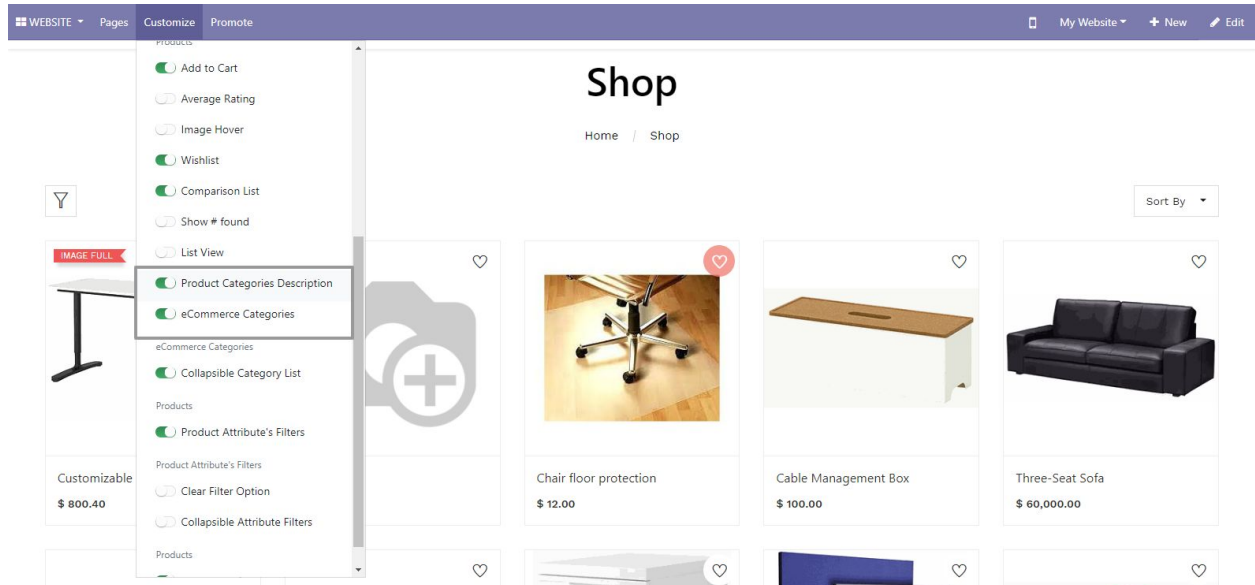 WEBSITE Pages Customize Promote My Website + New Edit
Products
Add to Cart
Average Rating
Image Hover
Wishlist
Comparison List
Show # found
List View
Product Categories Description
eCommerce Categories
eCommerce Categories
Collapsible Category List
Products
Product Attribute's Filters
Product Attribute's Filters
Clear Filter Option
Collapsible Attribute Filters
Products
Shop
Home / Shop
Sort By
IMAGE FULL
Customizable
$ 800.40
Chair floor protection
$ 12.00
Cable Management Box
$ 100.00
Three-Seat Sofa
$ 60,000.00